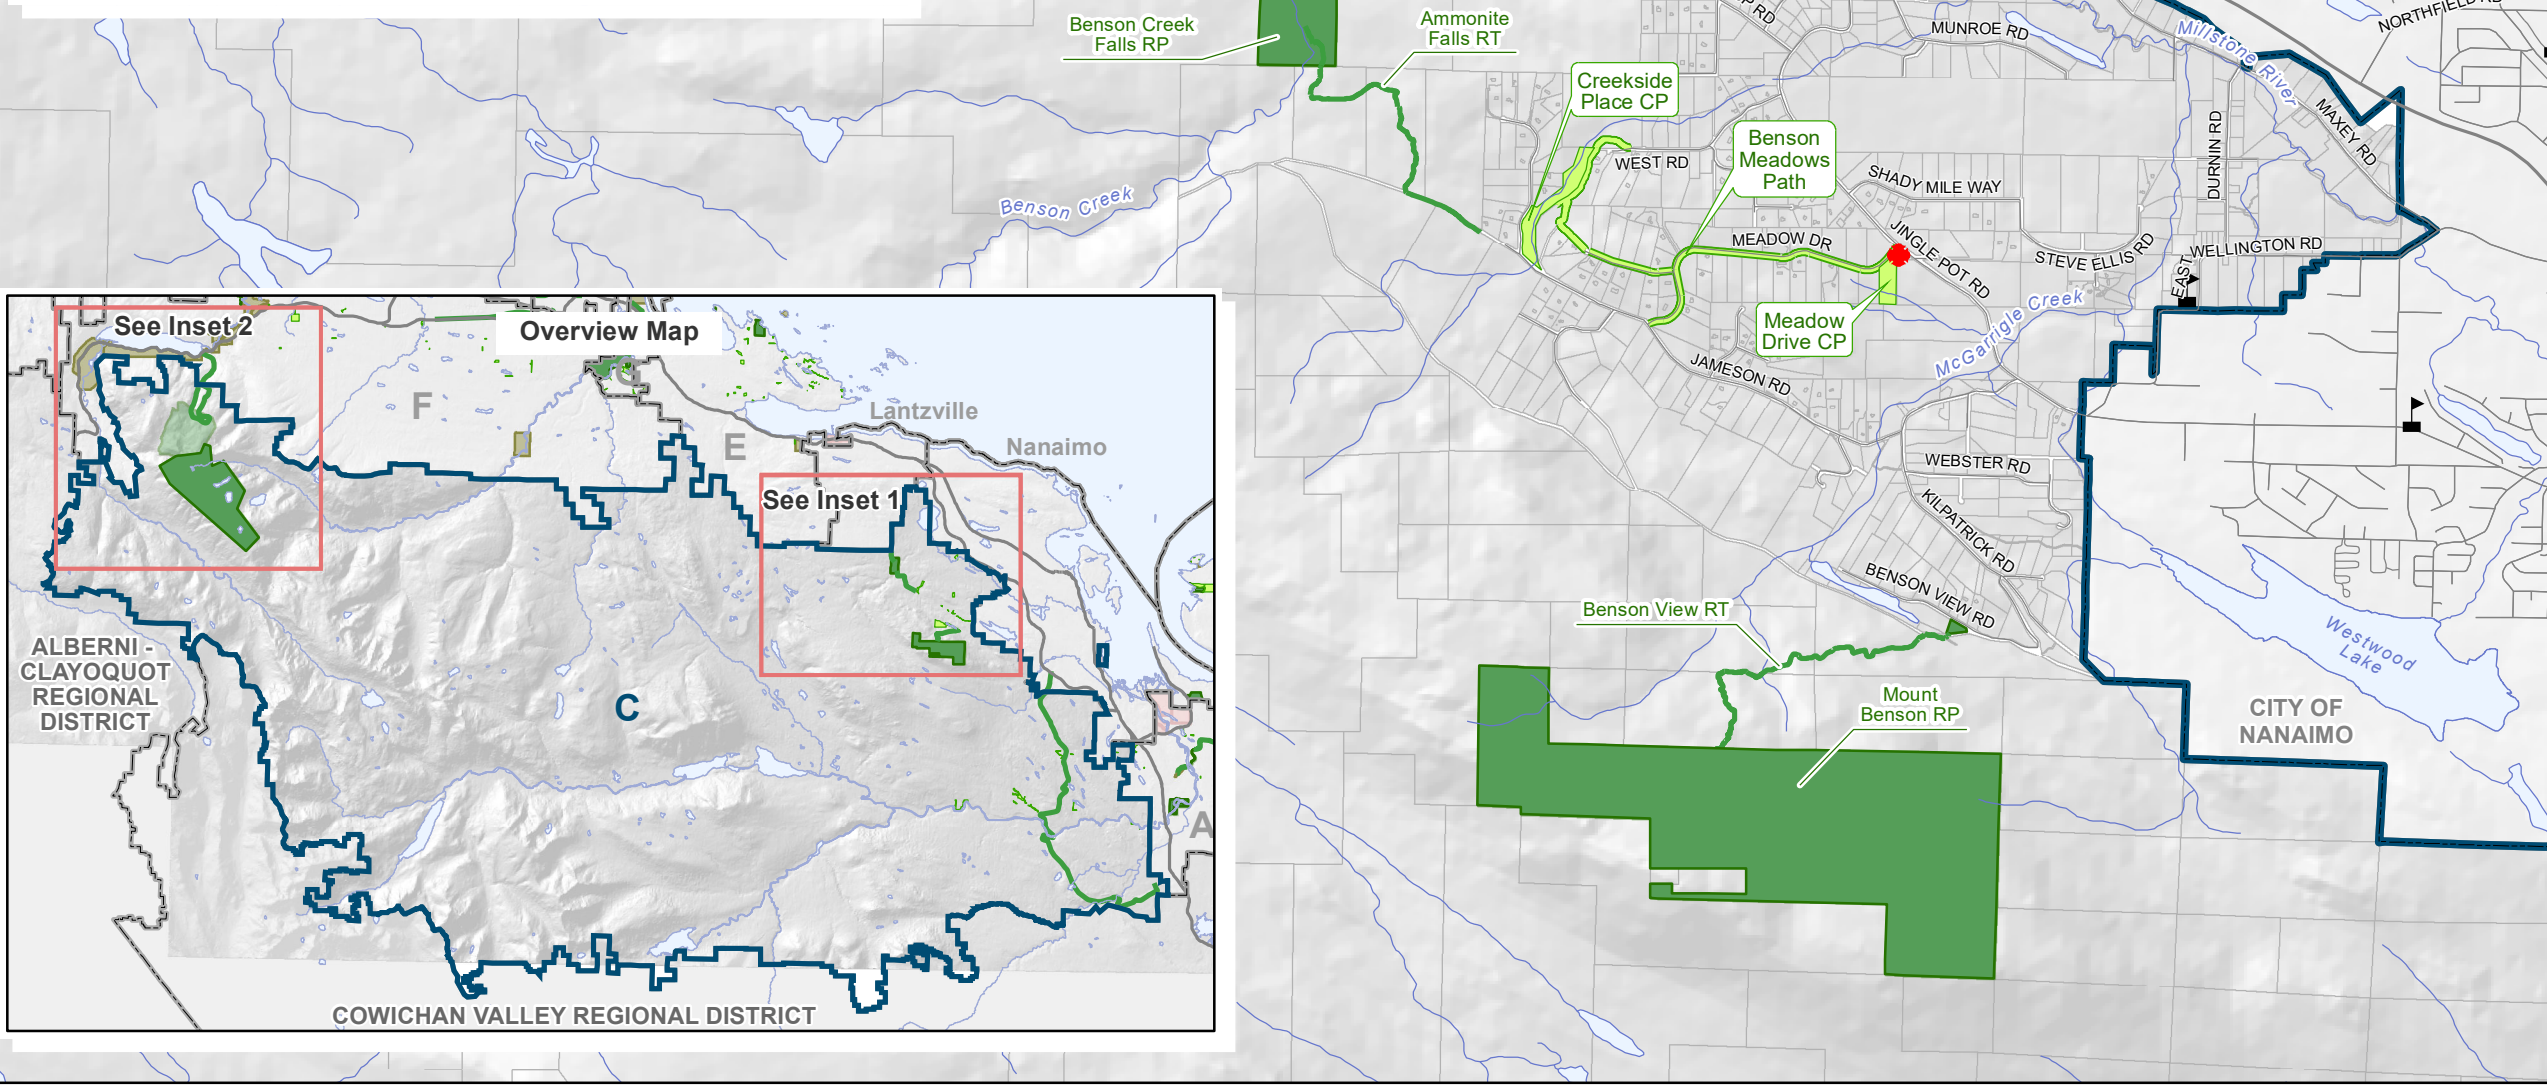 Benson Creek
Falls RP
Ammonite
Falls RT
P RD
MUNROE RD
Millstone River
NORTHFIELD RD
Creekside
Place CP
Benson
Meadows
Path
WEST RD
SHADY MILE WAY
DURNIN RD
MAXEY RD
Benson Creek
MEADOW DR
JINGLE POT RD
STEVE ELLIS RD
EAST WELLINGTON RD
Meadow
Drive CP
McGarrigle Creek
JAMESON RD
WEBSTER RD
KILPATRICK RD
BENSON VIEW RD
Benson View RT
Westwood
Lake
Mount
Benson RP
CITY OF
NANAIMO
See Inset 2
Overview Map
F
G
E
Lantzville
Nanaimo
See Inset 1
ALBERNI -
CLAYOQUOT
REGIONAL
DISTRICT
C
A
COWICHAN VALLEY REGIONAL DISTRICT